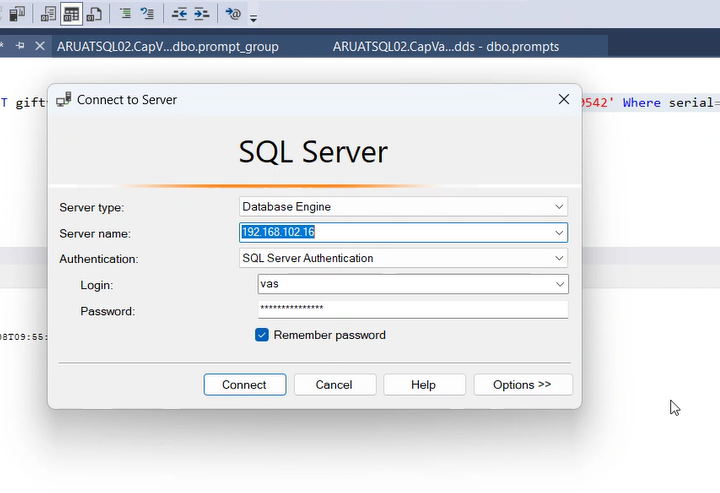 ARUATSQL02.CapV...dbo.prompt_group ARUATSQL02.CapVa...dds - dbo.prompts
Connect to Server
T gift 9542' Where serial=
SQL Server
Server type: Database Engine
Server name: 192.168.102.16
Authentication: SQL Server Authentication
Login: vas
Password: ***************
08T09:55:
Remember password
Connect Cancel Help Options >>